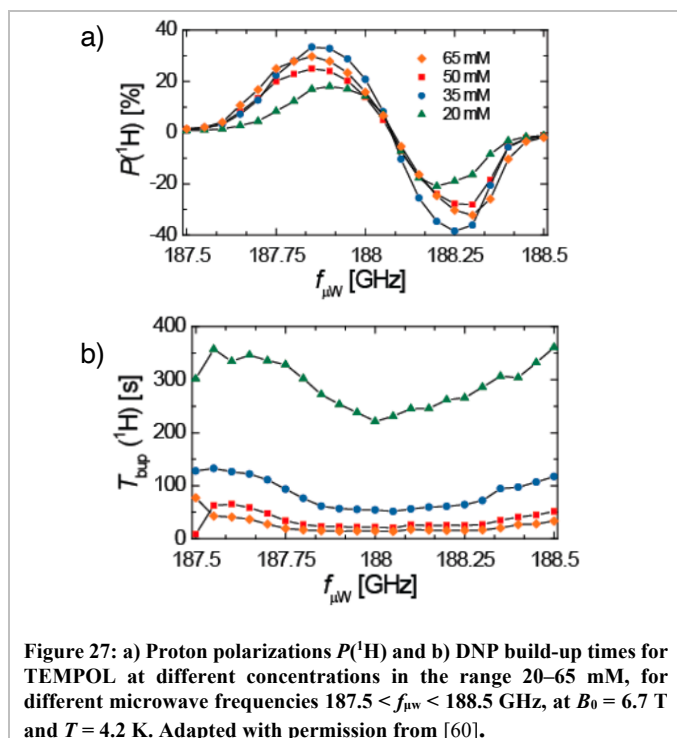 a)
40
20
0
-20
-40
P(¹H) [%]
65 mM
50 mM
35 mM
20 mM
187.5 187.75 188 188.25 188.5
fμW [GHz]
b)
400
300
200
100
0
Tbup (¹H) [s]
187.5 187.75 188 188.25 188.5
fμW [GHz]
Figure 27: a) Proton polarizations P(¹H) and b) DNP build-up times for
TEMPOL at different concentrations in the range 20–65 mM, for
different microwave frequencies 187.5 < fμw < 188.5 GHz, at B₀ = 6.7 T
and T = 4.2 K. Adapted with permission from [60].